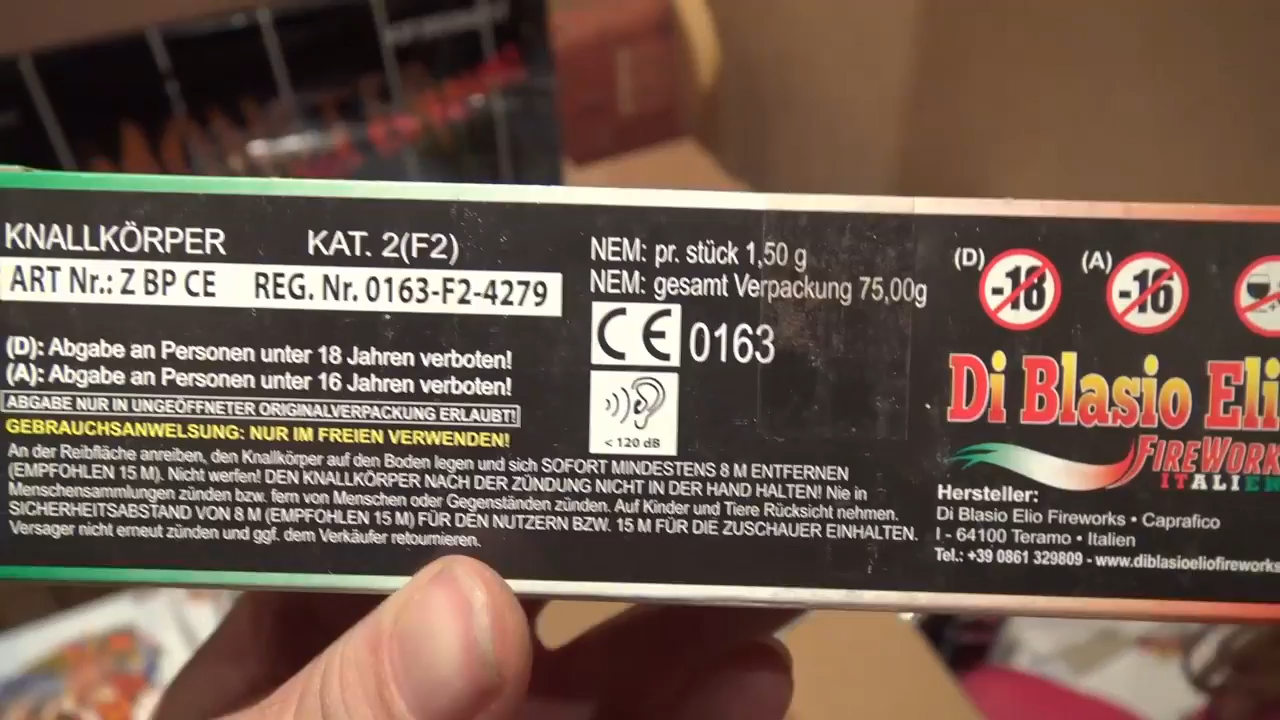 KNALLKÖRPER KAT. 2(F2)
ART Nr.: Z BP CE REG. Nr. 0163-F2-4279
(D): Abgabe an Personen unter 18 Jahren verboten!
(A): Abgabe an Personen unter 16 Jahren verboten!
ABGABE NUR IN UNGEÖFFNETER ORIGINALVERPACKUNG ERLAUBT!
GEBRAUCHSANWELSUNG: NUR IM FREIEN VERWENDEN!
An der Reibfläche anreiben, den Knallkörper auf den Boden legen und sich SOFORT MINDESTENS 8 M ENTFERNEN
(EMPFOHLEN 15 M). Nicht werfen! DEN KNALLKÖRPER NACH DER ZÜNDUNG NICHT IN DER HAND HALTEN! Nie in
Menschensammlungen zünden bzw. fern von Menschen oder Gegenständen zünden. Auf Kinder und Tiere Rücksicht nehmen.
SICHERHEITSABSTAND VON 8 M (EMPFOHLEN 15 M) FÜR DEN NUTZERN BZW. 15 M FÜR DIE ZUSCHAUER EINHALTEN.
Versager nicht erneut zünden und ggf. dem Verkäufer retournieren.
NEM: pr. stück 1,50 g
NEM: gesamt Verpackung 75,00g
CE 0163
< 120 dB
(D) -18 (A) -16
Di Blasio Eli
FIREWORK
ITALIEN
Hersteller:
Di Blasio Elio Fireworks • Caprafico
I - 64100 Teramo • Italien
Tel.: +39 0861 329809 - www.diblasioeliofireworks